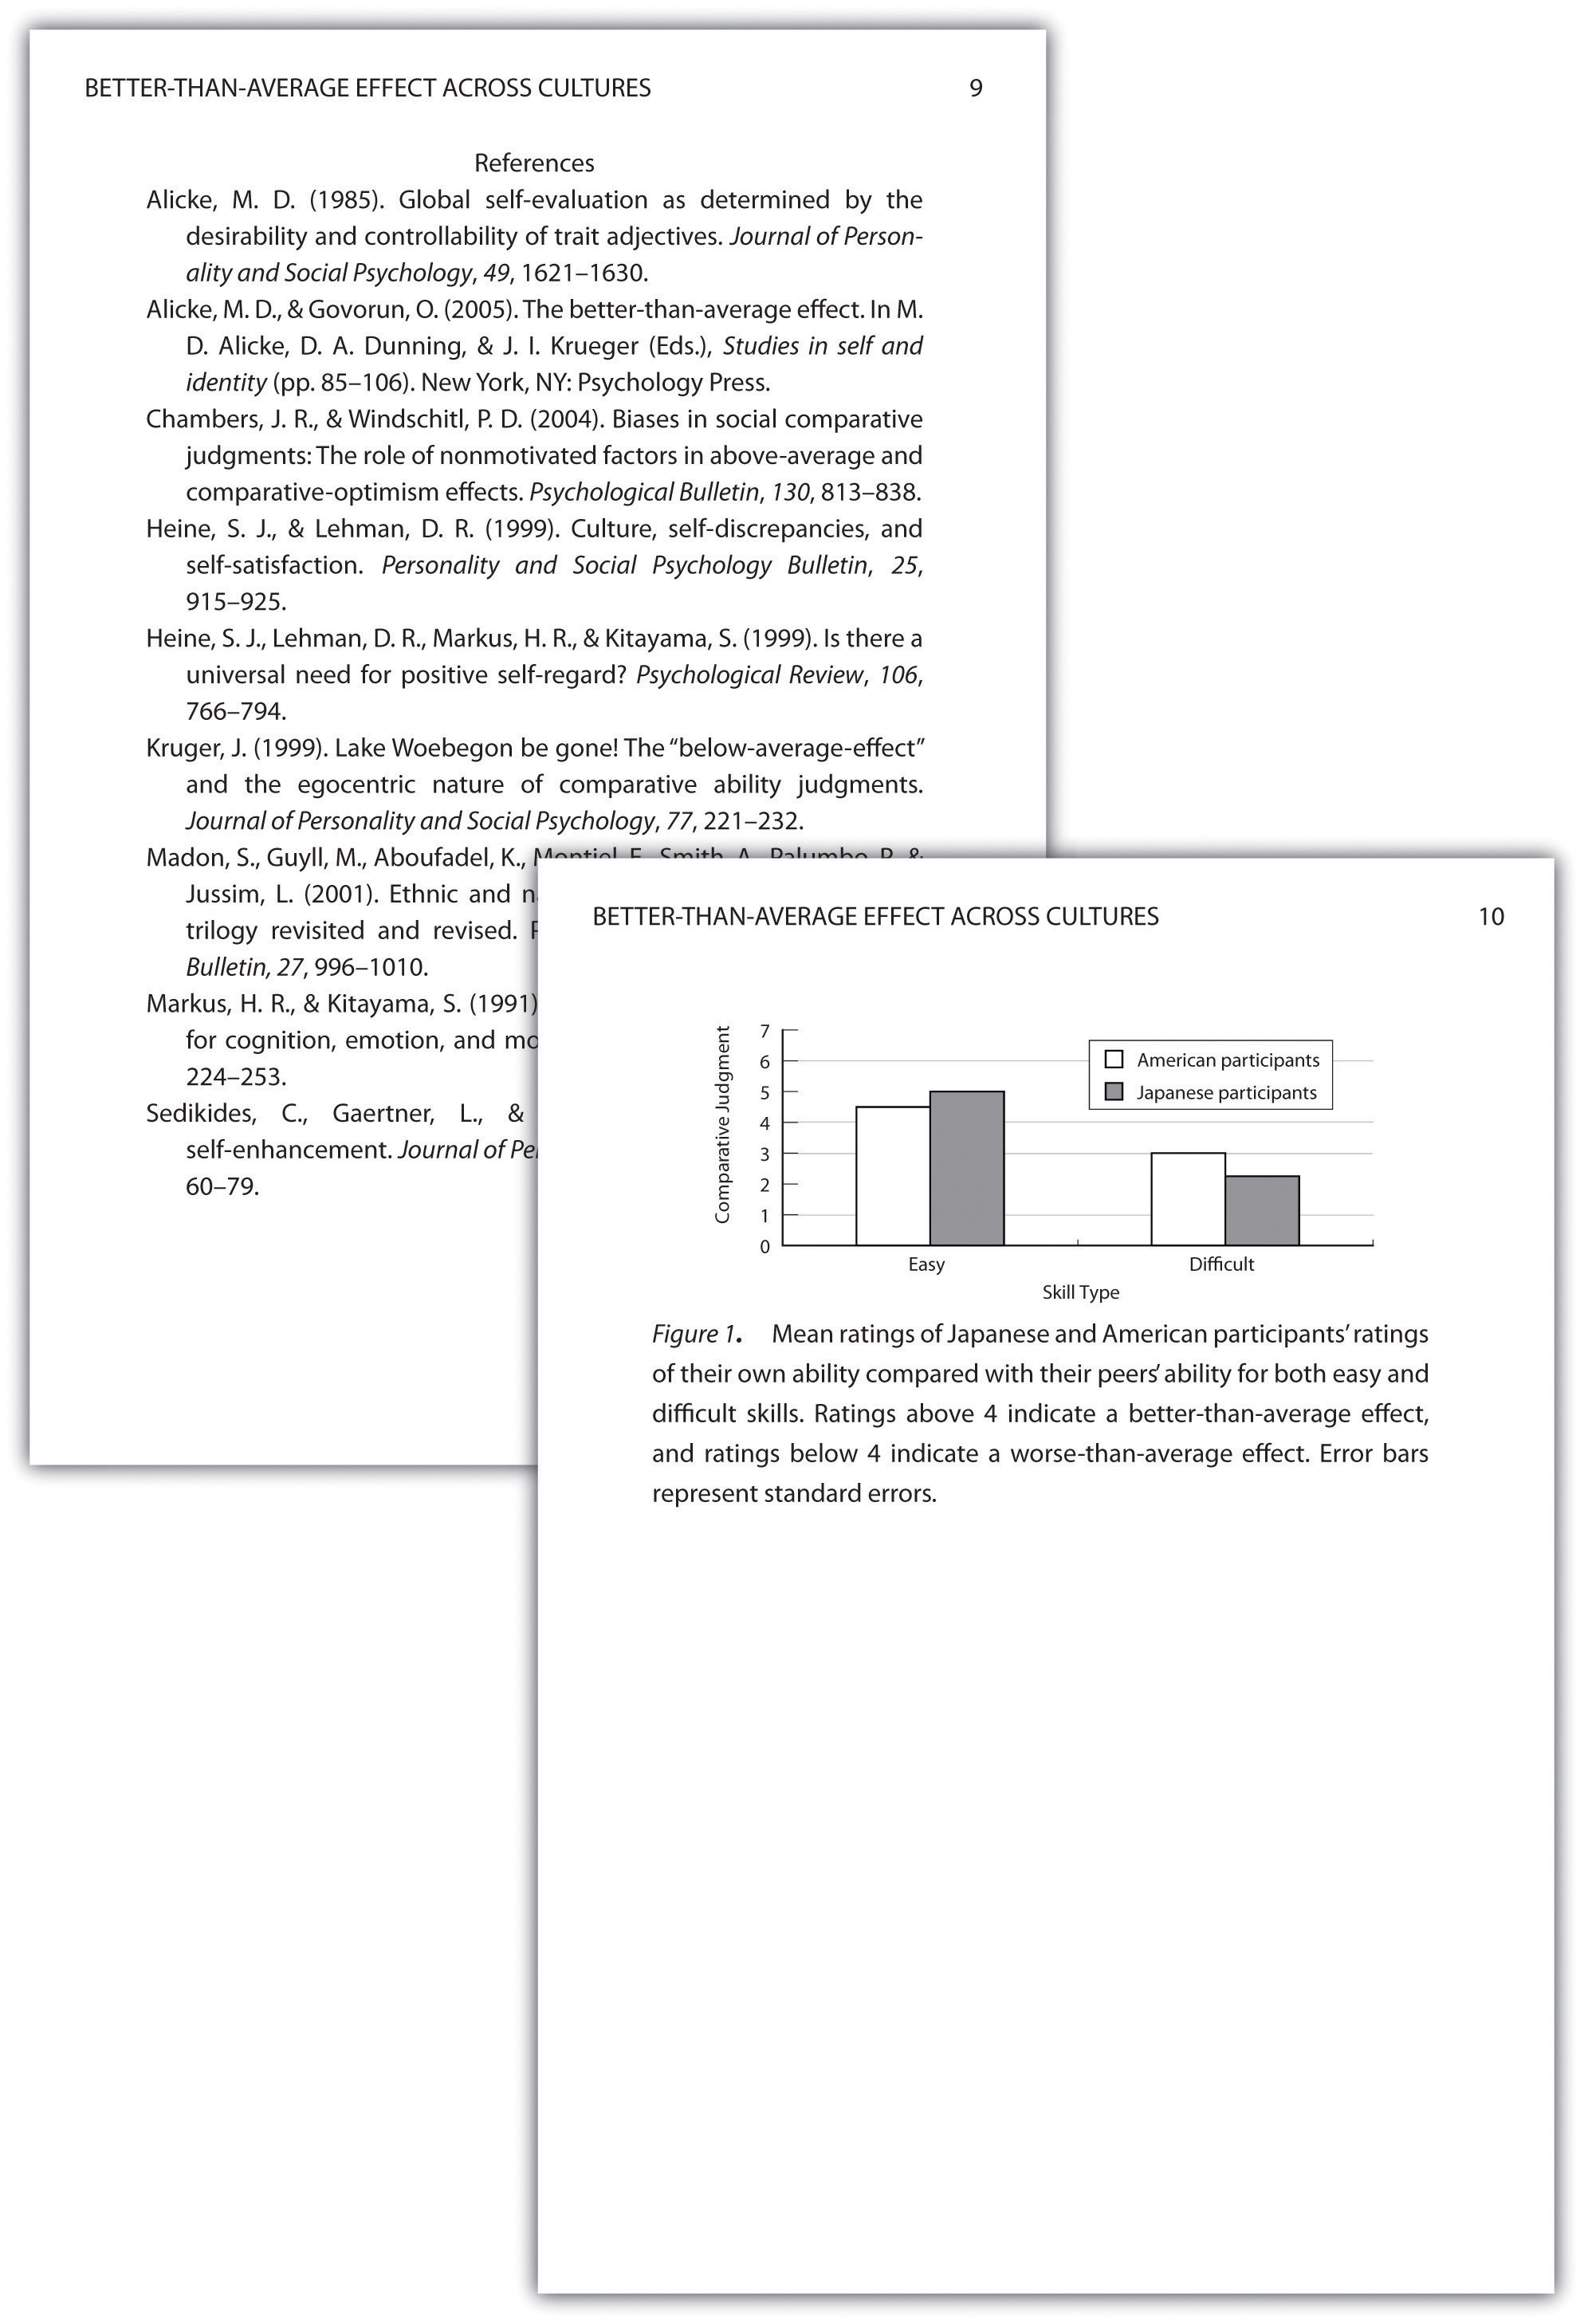 BETTER-THAN-AVERAGE EFFECT ACROSS CULTURES 9
References
Alicke, M. D. (1985). Global self-evaluation as determined by the
desirability and controllability of trait adjectives. Journal of Person-
ality and Social Psychology, 49, 1621–1630.
Alicke, M. D., & Govorun, O. (2005). The better-than-average effect. In M.
D. Alicke, D. A. Dunning, & J. I. Krueger (Eds.), Studies in self and
identity (pp. 85–106). New York, NY: Psychology Press.
Chambers, J. R., & Windschitl, P. D. (2004). Biases in social comparative
judgments: The role of nonmotivated factors in above-average and
comparative-optimism effects. Psychological Bulletin, 130, 813–838.
Heine, S. J., & Lehman, D. R. (1999). Culture, self-discrepancies, and
self-satisfaction. Personality and Social Psychology Bulletin, 25,
915–925.
Heine, S. J., Lehman, D. R., Markus, H. R., & Kitayama, S. (1999). Is there a
universal need for positive self-regard? Psychological Review, 106,
766–794.
Kruger, J. (1999). Lake Woebegon be gone! The “below-average-effect”
and the egocentric nature of comparative ability judgments.
Journal of Personality and Social Psychology, 77, 221–232.
Madon, S., Guyll, M., Aboufadel, K., Montiel, E., Smith, A., Palumbo, P., &
Jussim, L. (2001). Ethnic and
trilogy revisited and revised.
Bulletin, 27, 996–1010.
Markus, H. R., & Kitayama, S. (1991)
for cognition, emotion, and
224–253.
Sedikides, C., Gaertner, L., &
self-enhancement. Journal of
60–79.
BETTER-THAN-AVERAGE EFFECT ACROSS CULTURES 10
Comparative Judgment
7
6
5
4
3
2
1
0
American participants
Japanese participants
Easy Difficult
Skill Type
Figure 1. Mean ratings of Japanese and American participants’ ratings
of their own ability compared with their peers’ ability for both easy and
difficult skills. Ratings above 4 indicate a better-than-average effect,
and ratings below 4 indicate a worse-than-average effect. Error bars
represent standard errors.